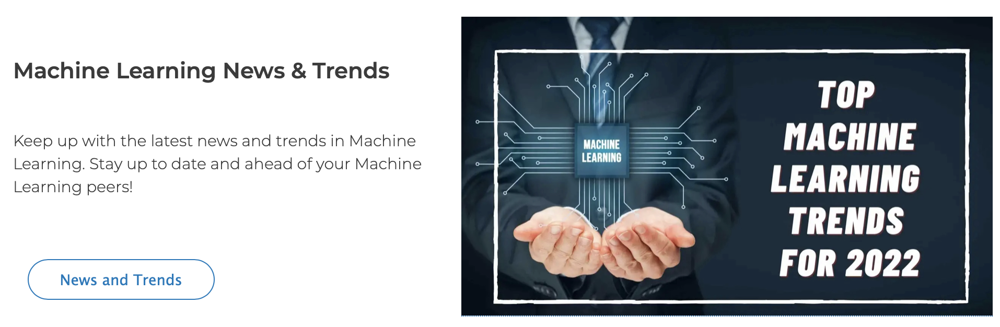 Machine Learning News & Trends
Keep up with the latest news and trends in Machine
Learning. Stay up to date and ahead of your Machine
Learning peers!
News and Trends
MACHINE
LEARNING
TOP
MACHINE
LEARNING
TRENDS
FOR 2022